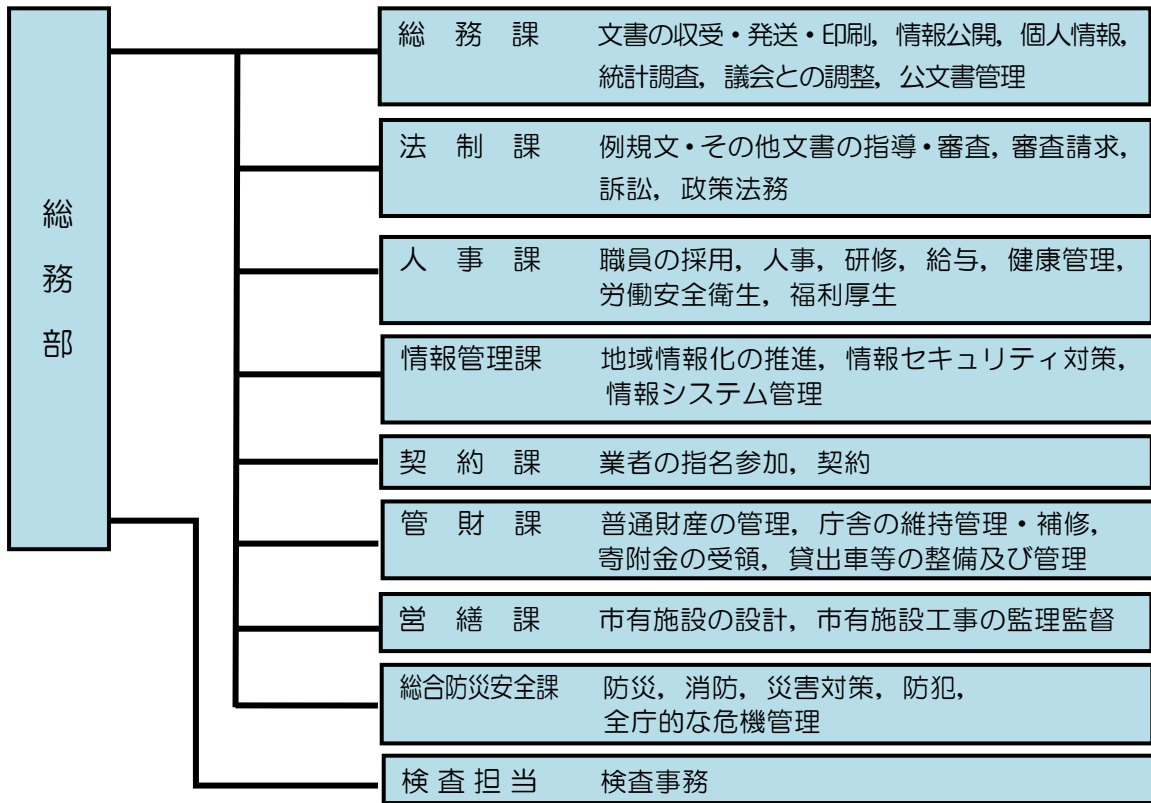 総務部
総務課 文書の収受・発送・印刷,情報公開,個人情報,
統計調査,議会との調整,公文書管理
法制課 例規文・その他文書の指導・審査,審査請求,
訴訟,政策法務
人事課 職員の採用,人事,研修,給与,健康管理,
労働安全衛生,福利厚生
情報管理課 地域情報化の推進,情報セキュリティ対策,
情報システム管理
契約課 業者の指名参加,契約
管財課 普通財産の管理,庁舎の維持管理・補修,
寄附金の受領,貸出車等の整備及び管理
営繕課 市有施設の設計,市有施設工事の監理監督
総合防災安全課 防災,消防,災害対策,防犯,
全庁的な危機管理
検査担当 検査事務